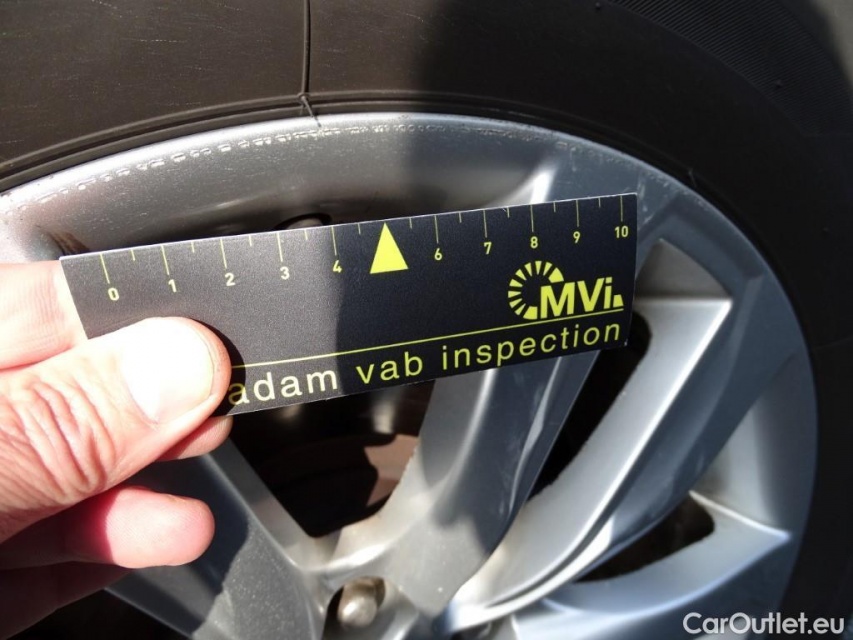 0 1 2 3 4 6 7 8 9 10
MVi.
adam vab inspection
CarOutlet.eu